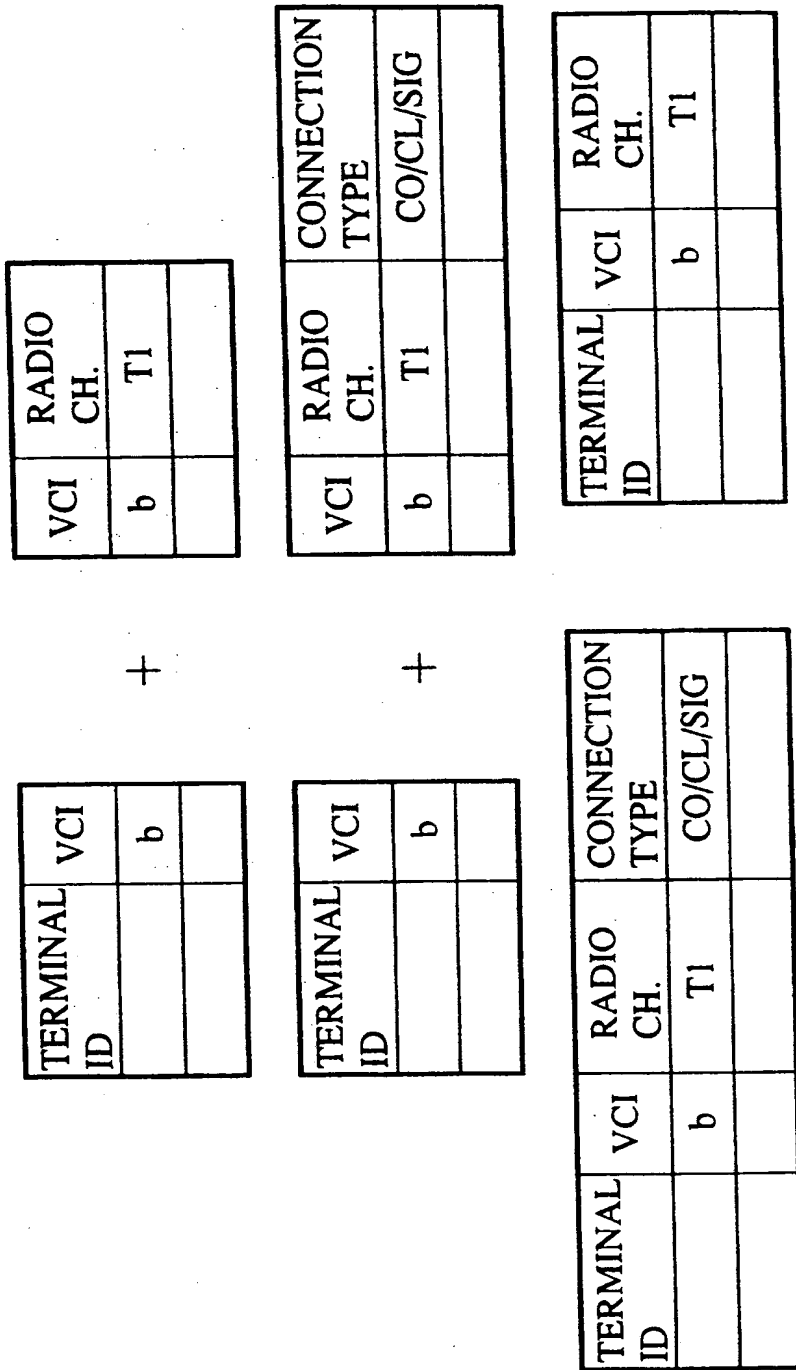 TERMINAL ID VCI
b
+
VCI RADIO CH.
b T1
TERMINAL ID VCI
b
+
VCI RADIO CH. CONNECTION TYPE
b T1 CO/CL/SIG
TERMINAL ID VCI RADIO CH. CONNECTION TYPE
b T1 CO/CL/SIG
TERMINAL ID VCI RADIO CH.
b T1